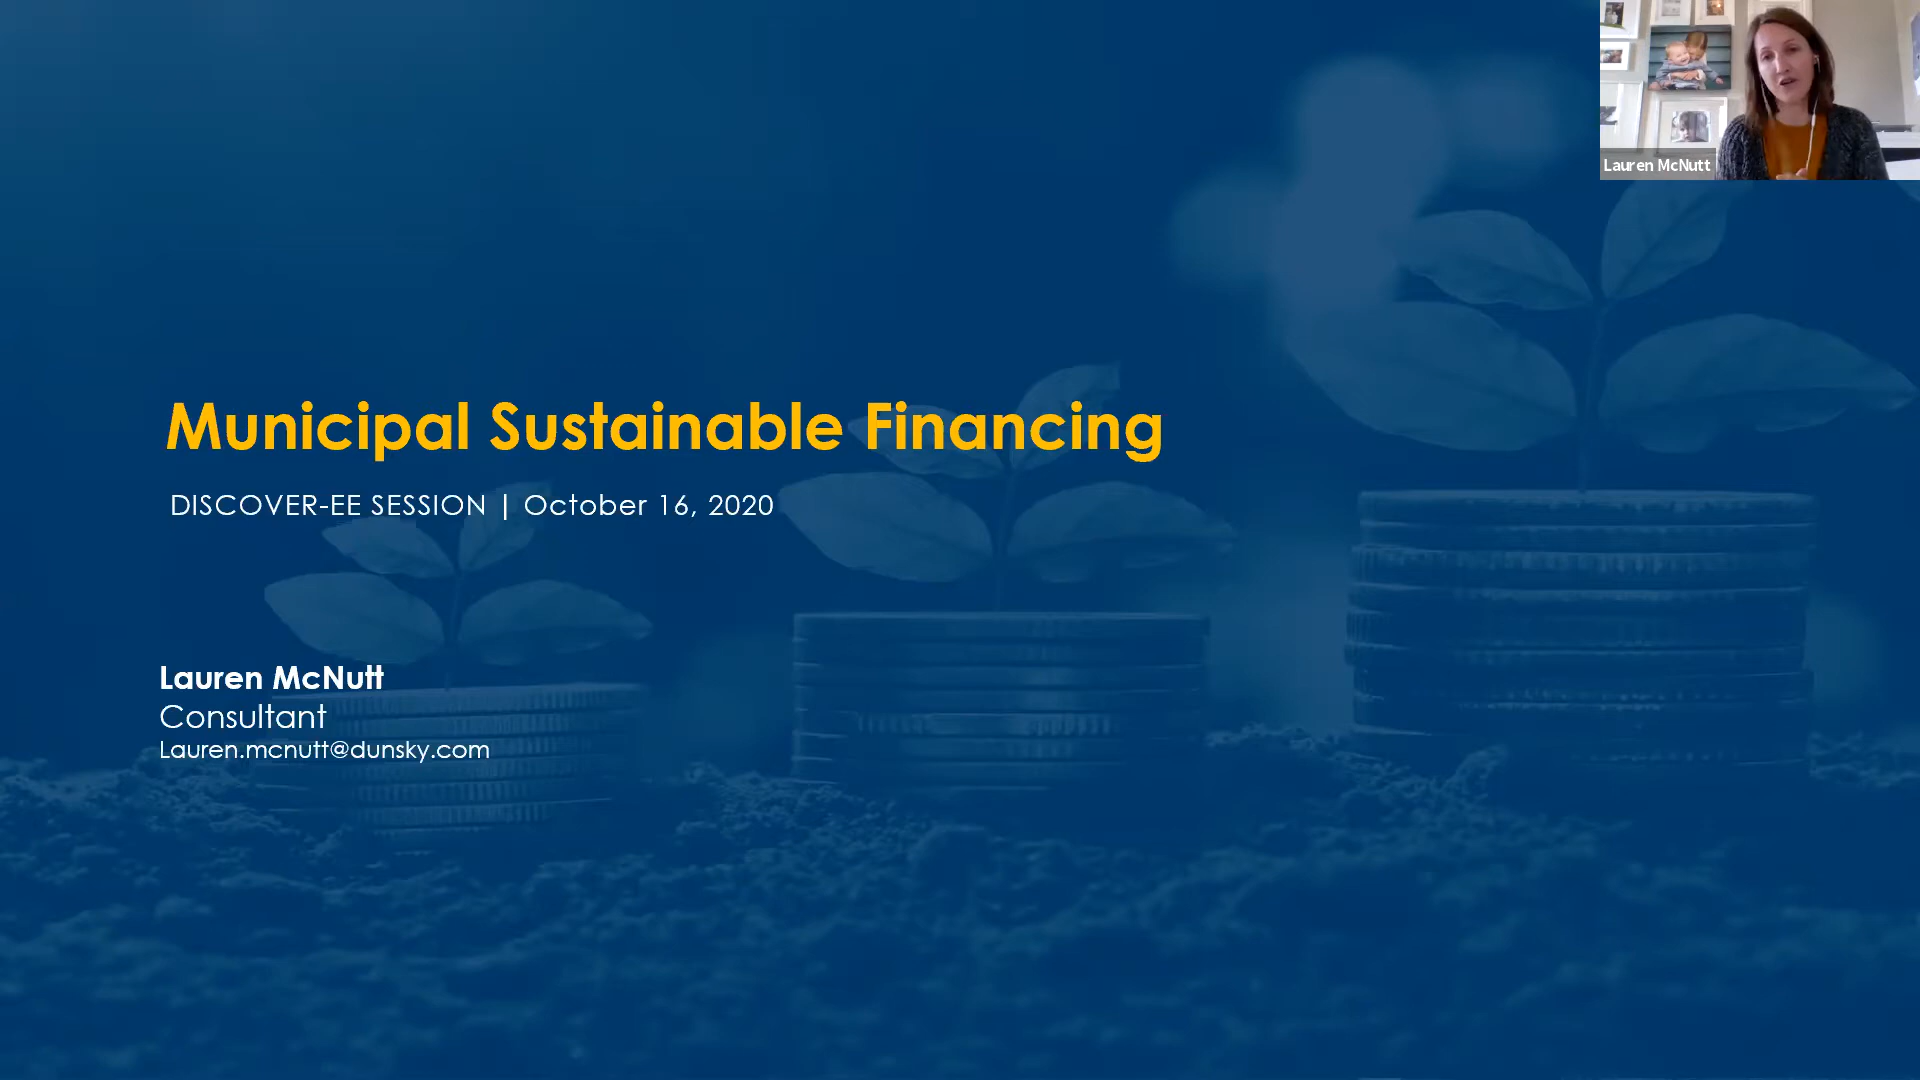 Lauren McNutt
Municipal Sustainable Financing
DISCOVER-EE SESSION | October 16, 2020
Lauren McNutt
Consultant
Lauren.mcnutt@dunsky.com